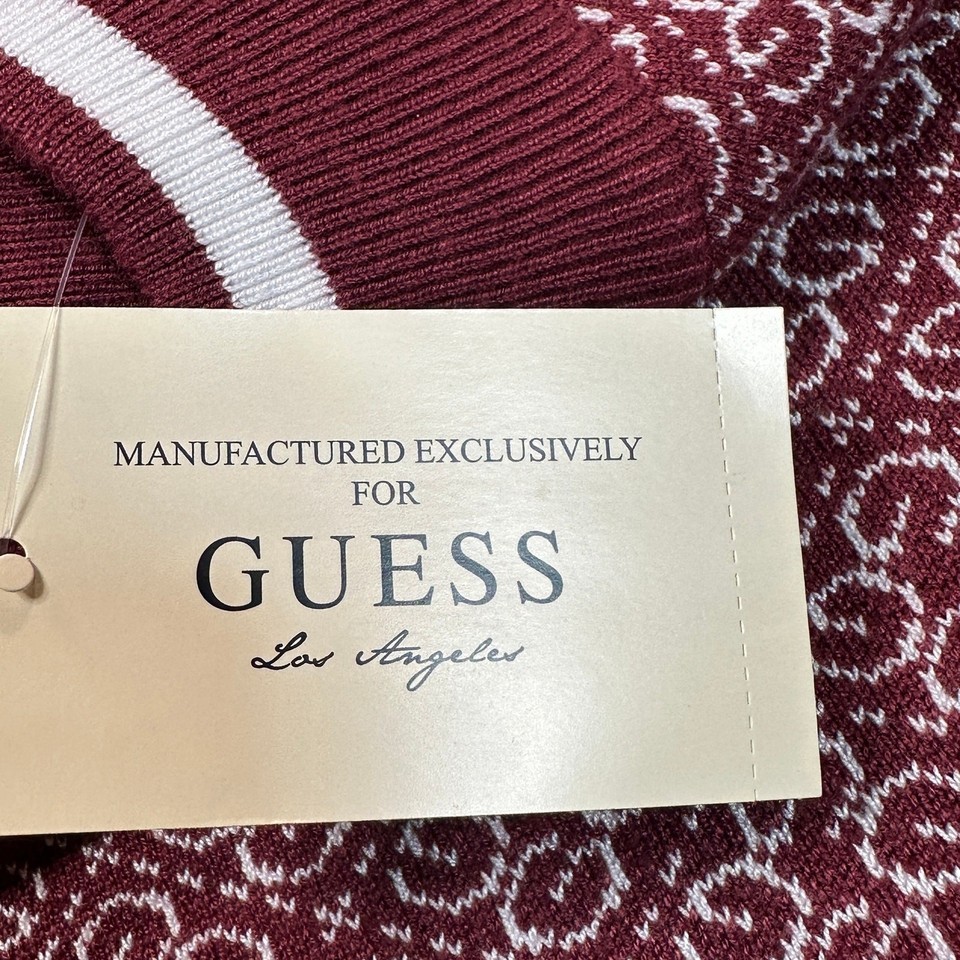 MANUFACTURED EXCLUSIVELY
FOR
GUESS
Los Angeles